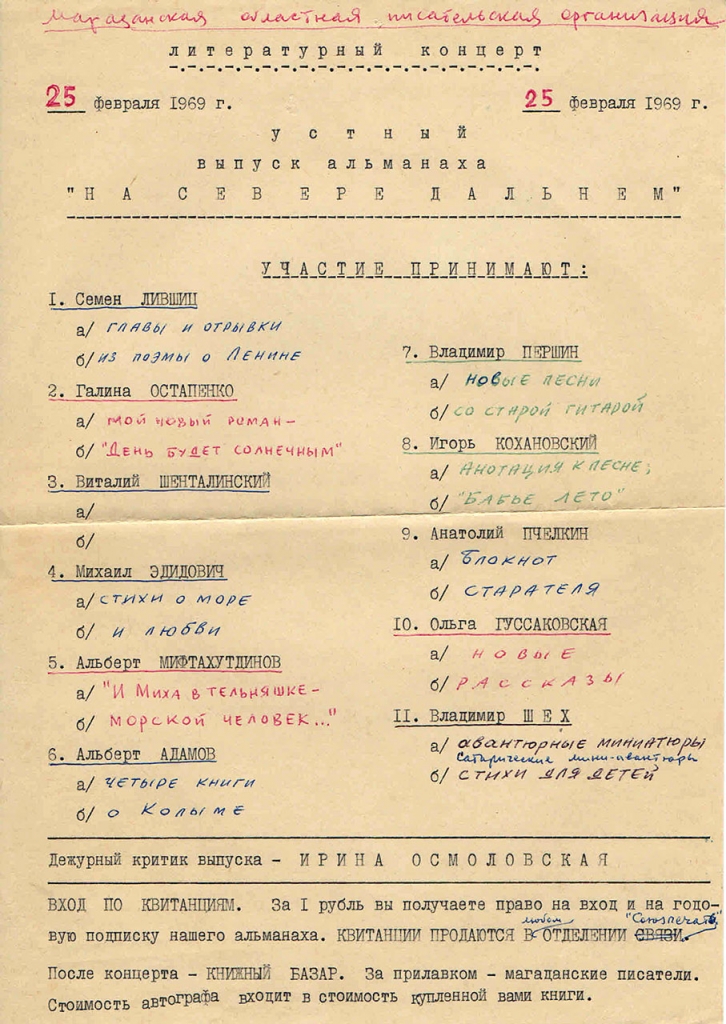 Магаданская областная писательская организация
литературный концерт
25 февраля 1969 г. 25 февраля 1969 г.
устный
выпуск альманаха
"НА СЕВЕРЕ ДАЛЬНЕМ"
УЧАСТИЕ ПРИНИМАЮТ:
1. Семен ЛИВШИЦ
а/ главы и отрывки
б/ из поэмы о Ленине
2. Галина ОСТАПЕНКО
а/ мой новый роман-
б/ "День будет солнечным"
3. Виталий ШЕНТАЛИНСКИЙ
а/
б/
4. Михаил ЭДИДОВИЧ
а/ стихи о море
б/ и любви
5. Альберт МИФТАХУТДИНОВ
а/ "И Миха в тельняшке-
б/ морской человек..."
6. Альберт АДАМОВ
а/ четыре книги
б/ о Колыме
7. Владимир ПЕРШИН
а/ новые песни
б/ со старой гитарой
8. Игорь КОХАНОВСКИЙ
а/ анотация к песне;
б/ "Бабье лето"
9. Анатолий ПЧЕЛКИН
а/ блокнот
б/ старателя
10. Ольга ГУССАКОВСКАЯ
а/ новые
б/ рассказы
11. Владимир ШЕХ
а/ авантюрные миниатюры
Сатирические мини-авантюры
б/ стихи для детей
Дежурный критик выпуска - ИРИНА ОСМОЛОВСКАЯ
ВХОД ПО КВИТАНЦИЯМ. За 1 рубль вы получаете право на вход и на годо-
любом "Союзпечать"
вую подписку нашего альманаха. КВИТАНЦИИ ПРОДАЮТСЯ В ОТДЕЛЕНИИ СВЯЗИ.
После концерта - КНИЖНЫЙ БАЗАР. За прилавком - магаданские писатели.
Стоимость автографа входит в стоимость купленной вами книги.